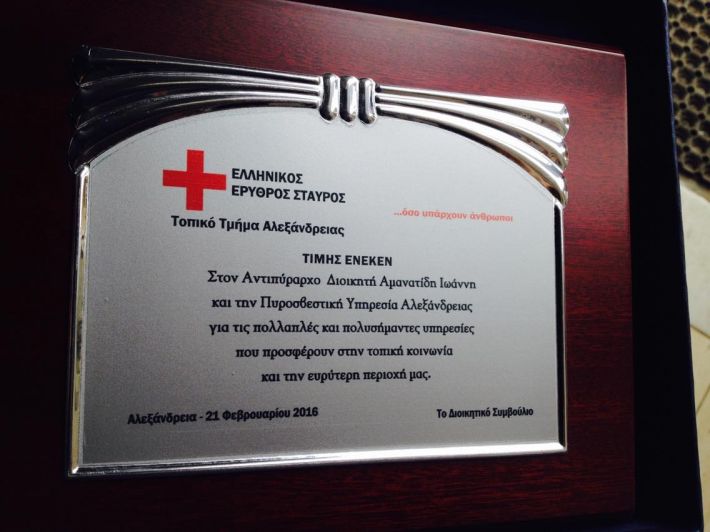 ΕΛΛΗΝΙΚΟΣ
ΕΡΥΘΡΟΣ ΣΤΑΥΡΟΣ
...όσο υπάρχουν άνθρωποι
Τοπικό Τμήμα Αλεξάνδρειας
ΤΙΜΗΣ ΕΝΕΚΕΝ
Στον Αντιπύραρχο Διοικητή Αμανατίδη Ιωάννη
και την Πυροσβεστική Υπηρεσία Αλεξάνδρειας
για τις πολλαπλές και πολυσήμαντες υπηρεσίες
που προσφέρουν στην τοπική κοινωνία
και την ευρύτερη περιοχή μας.
Αλεξάνδρεια - 21 Φεβρουαρίου 2016
Το Διοικητικό Συμβούλιο